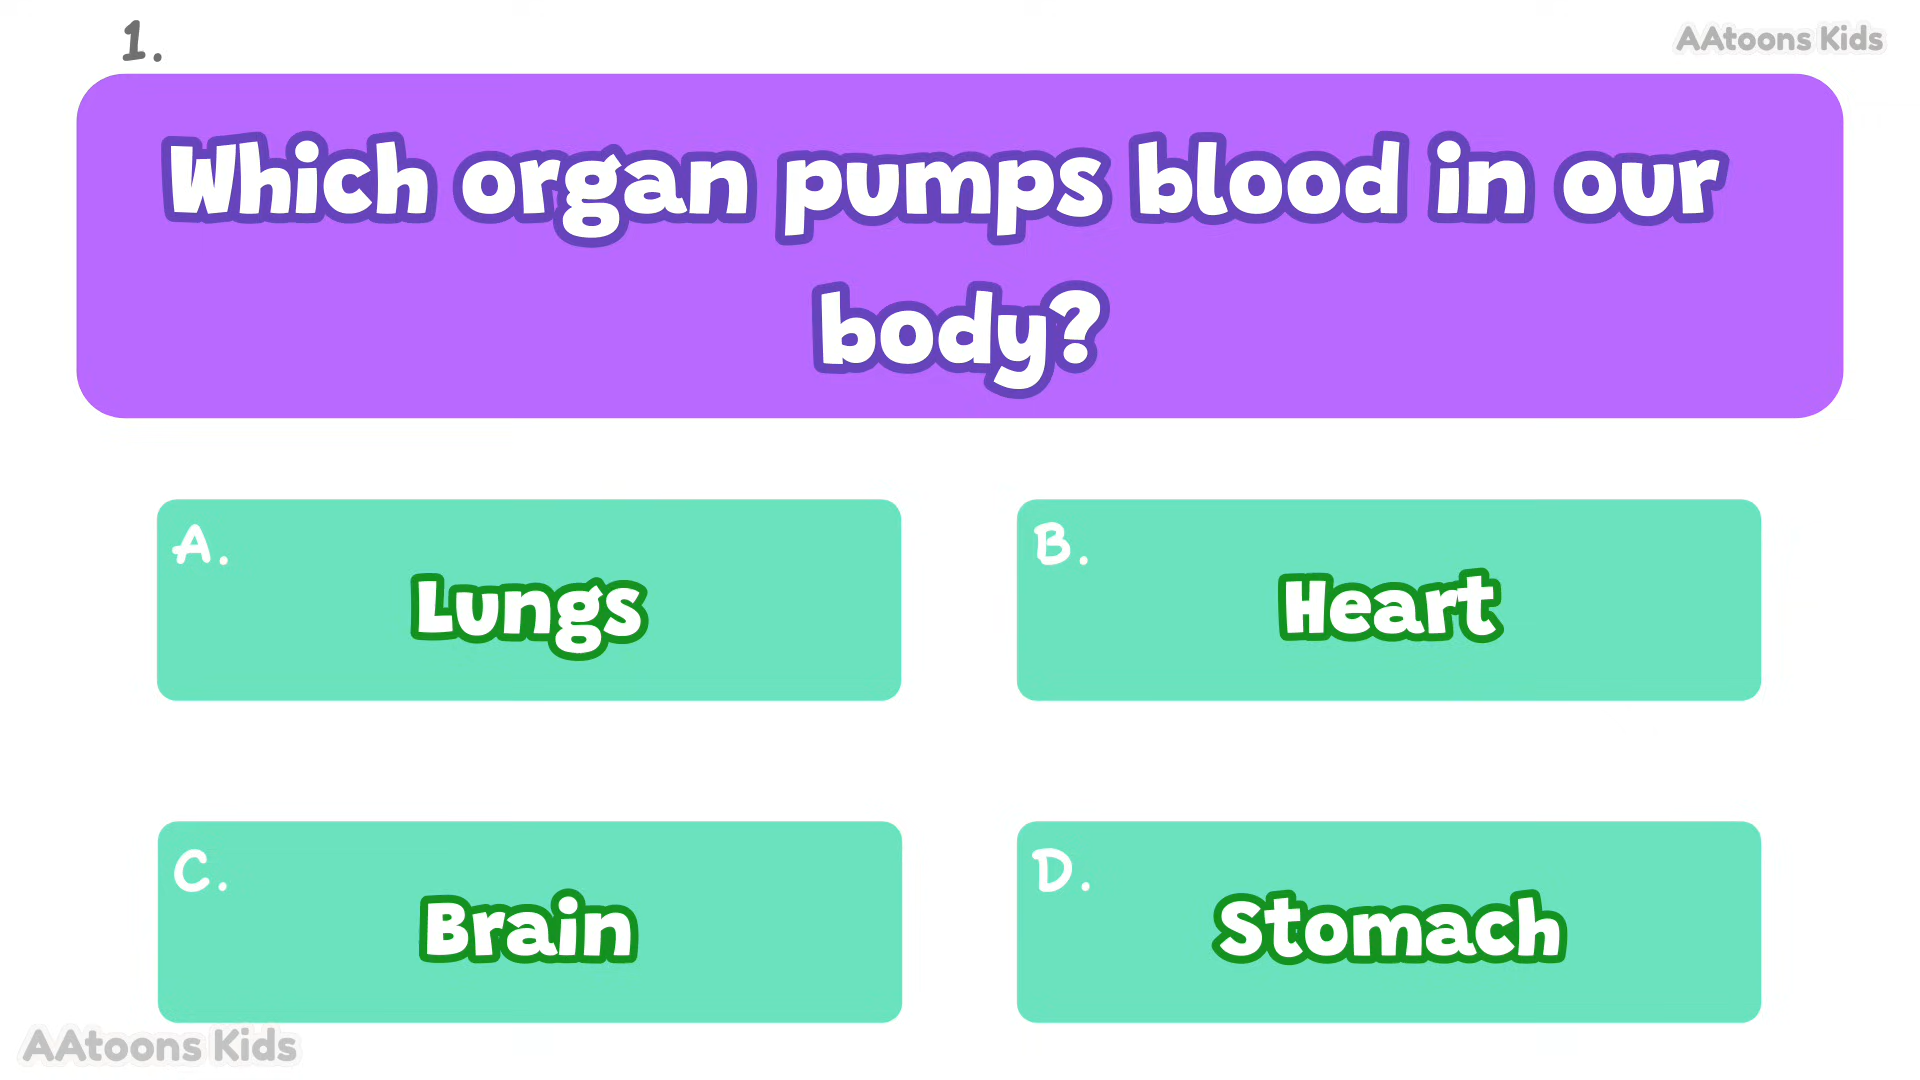 1.
AAtoons Kids
Which organ pumps blood in our
body?
A.
Lungs
B.
Heart
C.
Brain
D.
Stomach
AAtoons Kids